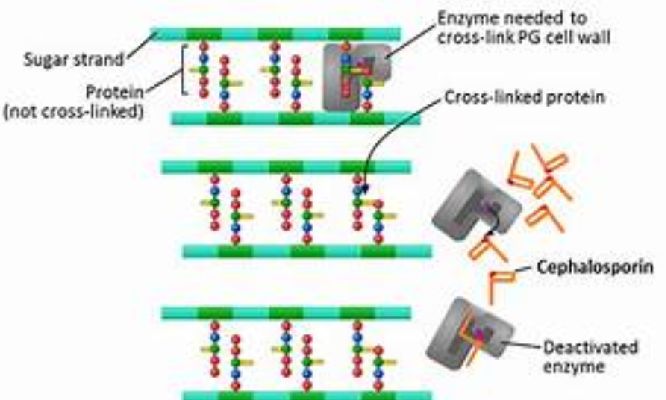 Enzyme needed to
cross-link PG cell wall
Sugar strand
Protein
(not cross-linked)
Cross-linked protein
Cephalosporin
Deactivated
enzyme